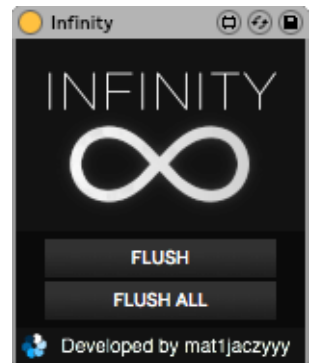 Infinity
INFINITY
FLUSH
FLUSH ALL
Developed by mat1jaczyyy